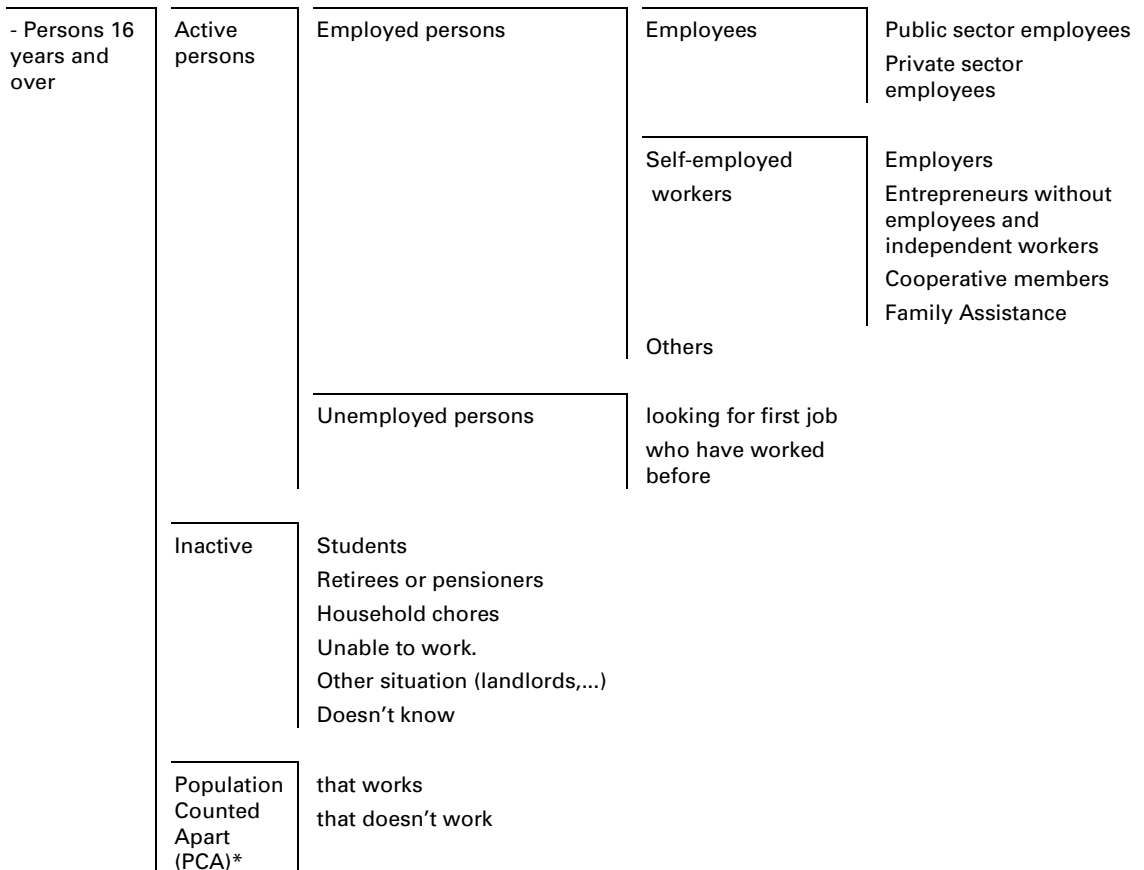 - Persons 16
years and
over
Active
persons
Employed persons
Employees
Public sector employees
Private sector
employees
Self-employed
workers
Employers
Entrepreneurs without
employees and
independent workers
Cooperative members
Family Assistance
Others
Unemployed persons
looking for first job
who have worked
before
Inactive
Students
Retirees or pensioners
Household chores
Unable to work.
Other situation (landlords,...)
Doesn't know
Population
Counted
Apart
(PCA)*
that works
that doesn't work